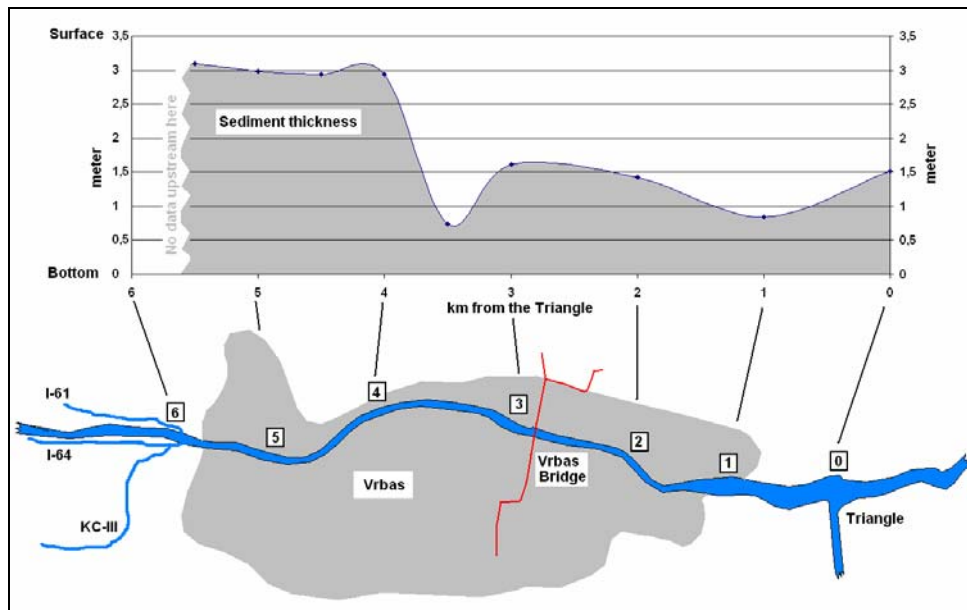 Surface
3,5
3,5
3
3
2,5
2,5
Sediment thickness
2
2
meter
meter
No data upstream here
1,5
1,5
1
1
0,5
0,5
Bottom
0
0
6
5
4
3
2
1
0
km from the Triangle
I-61
6
4
3
0
5
2
1
I-64
Vrbas
Bridge
Vrbas
KC-III
Triangle